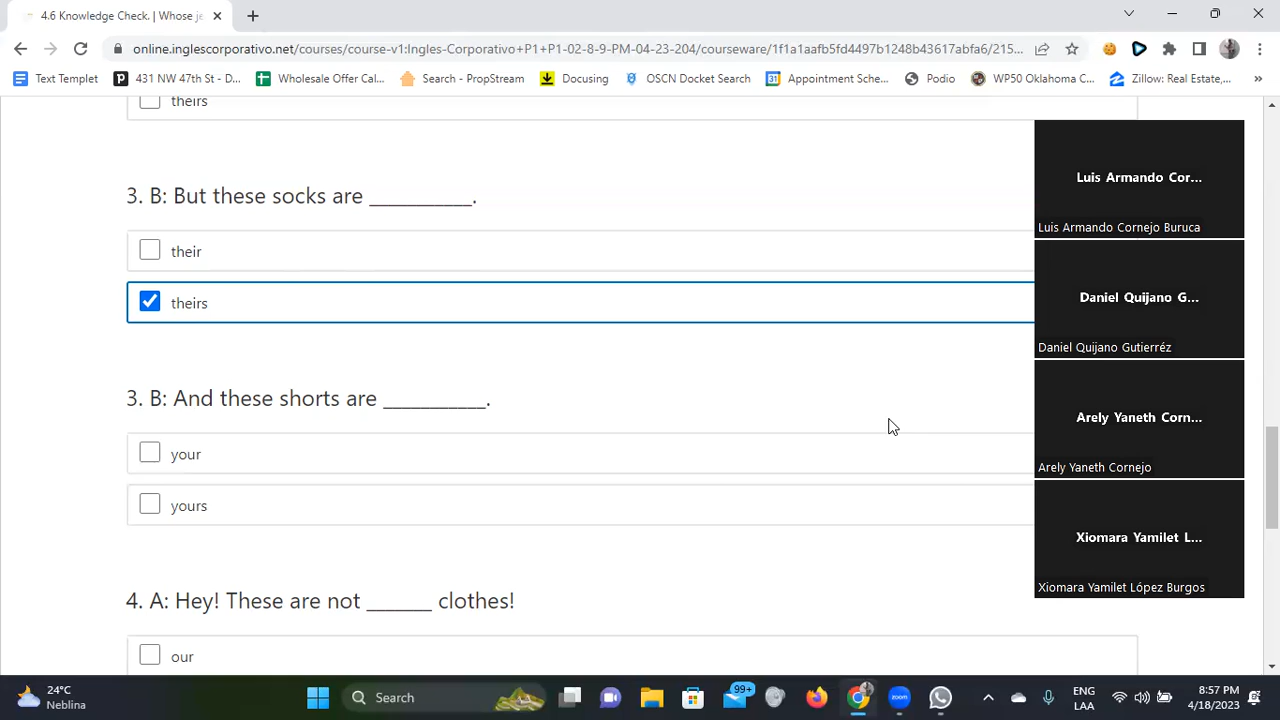 4.6 Knowledge Check. | Whose je
online.inglescorporativo.net/courses/course-v1:Ingles-Corporativo+P1+P1-02-8-9-PM-04-23-204/courseware/1f1a1aafb5fd4497b1248b43617abfa6/215...
Text Templet
431 NW 47th St - D...
Wholesale Offer Cal...
Search - PropStream
Docusing
OSCN Docket Search
31
Appointment Sche...
Podio
WP50 Oklahoma C...
Zillow: Real Estate,...
»
theirs
3. B: But these socks are __________.
their
theirs
3. B: And these shorts are __________.
your
yours
4. A: Hey! These are not ______ clothes!
our
Luis Armando Cor...
Luis Armando Cornejo Buruca
Daniel Quijano G...
Daniel Quijano Gutierréz
Arely Yaneth Corn...
Arely Yaneth Cornejo
Xiomara Yamilet L...
Xiomara Yamilet López Burgos
24°C
Neblina
Search
99+
zoom
ENG
LAA
8:57 PM
4/18/2023